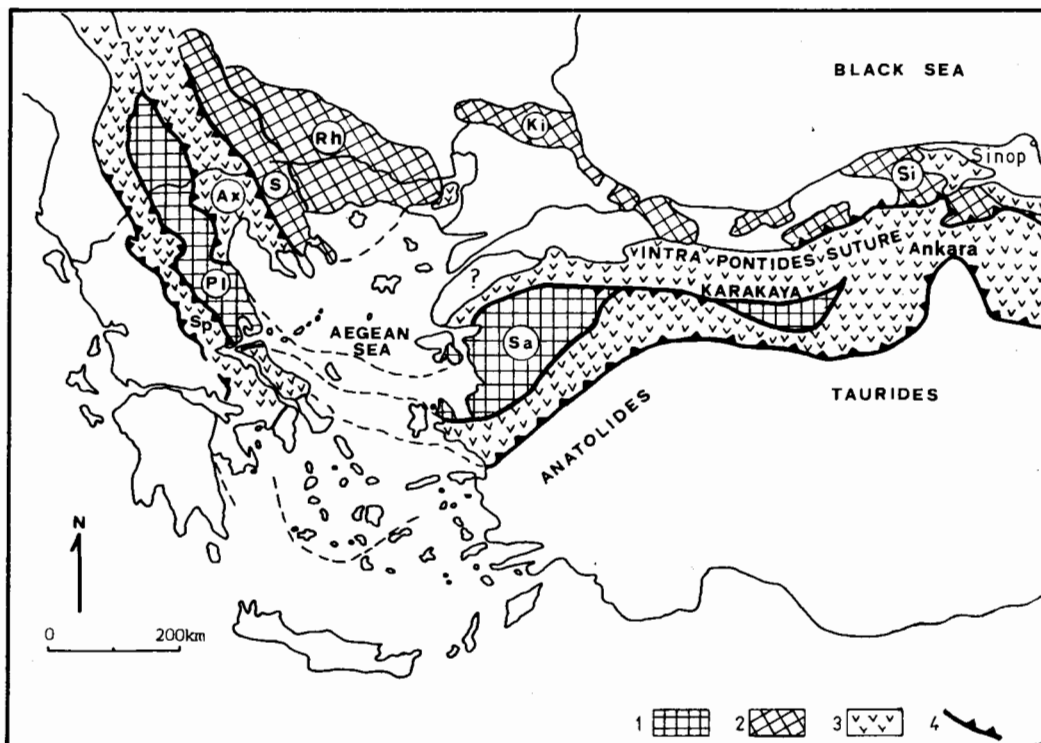 BLACK SEA
Rh
Ki
Sinop
Si
S
Ax
INTRA PONTIDES SUTURE
Ankara
?
KARAKAYA
Pl
Sp
AEGEAN
SEA
Sa
TAURIDES
ANATOLIDES
N
0 200km
1 2 3 4